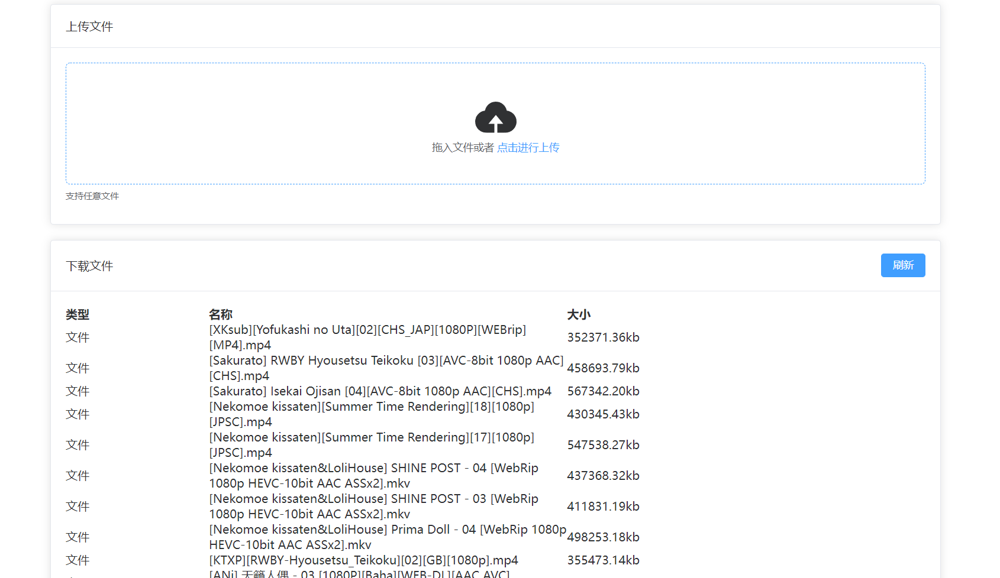 上传文件
拖入文件或者 点击进行上传
支持任意文件
下载文件
刷新
类型 名称 大小
文件 [XKsub][Yofukashi no Uta][02][CHS_JAP][1080P][WEBrip] 352371.36kb
[MP4].mp4
文件 [Sakurato] RWBY Hyousetsu Teikoku [03][AVC-8bit 1080p AAC] 458693.79kb
[CHS].mp4
文件 [Sakurato] Isekai Ojisan [04][AVC-8bit 1080p AAC][CHS].mp4 567342.20kb
文件 [Nekomoe kissaten][Summer Time Rendering][18][1080p] 430345.43kb
[JPSC].mp4
文件 [Nekomoe kissaten][Summer Time Rendering][17][1080p] 547538.27kb
[JPSC].mp4
文件 [Nekomoe kissaten&LoliHouse] SHINE POST - 04 [WebRip 437368.32kb
1080p HEVC-10bit AAC ASSx2].mkv
文件 [Nekomoe kissaten&LoliHouse] SHINE POST - 03 [WebRip 411831.19kb
1080p HEVC-10bit AAC ASSx2].mkv
文件 [Nekomoe kissaten&LoliHouse] Prima Doll - 04 [WebRip 1080p 498253.18kb
HEVC-10bit AAC ASSx2].mkv
文件 [KTXP][RWBY-Hyousetsu_Teikoku][02][GB][1080p].mp4 355473.14kb
[ANi] 天籟人偶 - 03 [1080P][Baha][WEB-DL][AAC AVC]